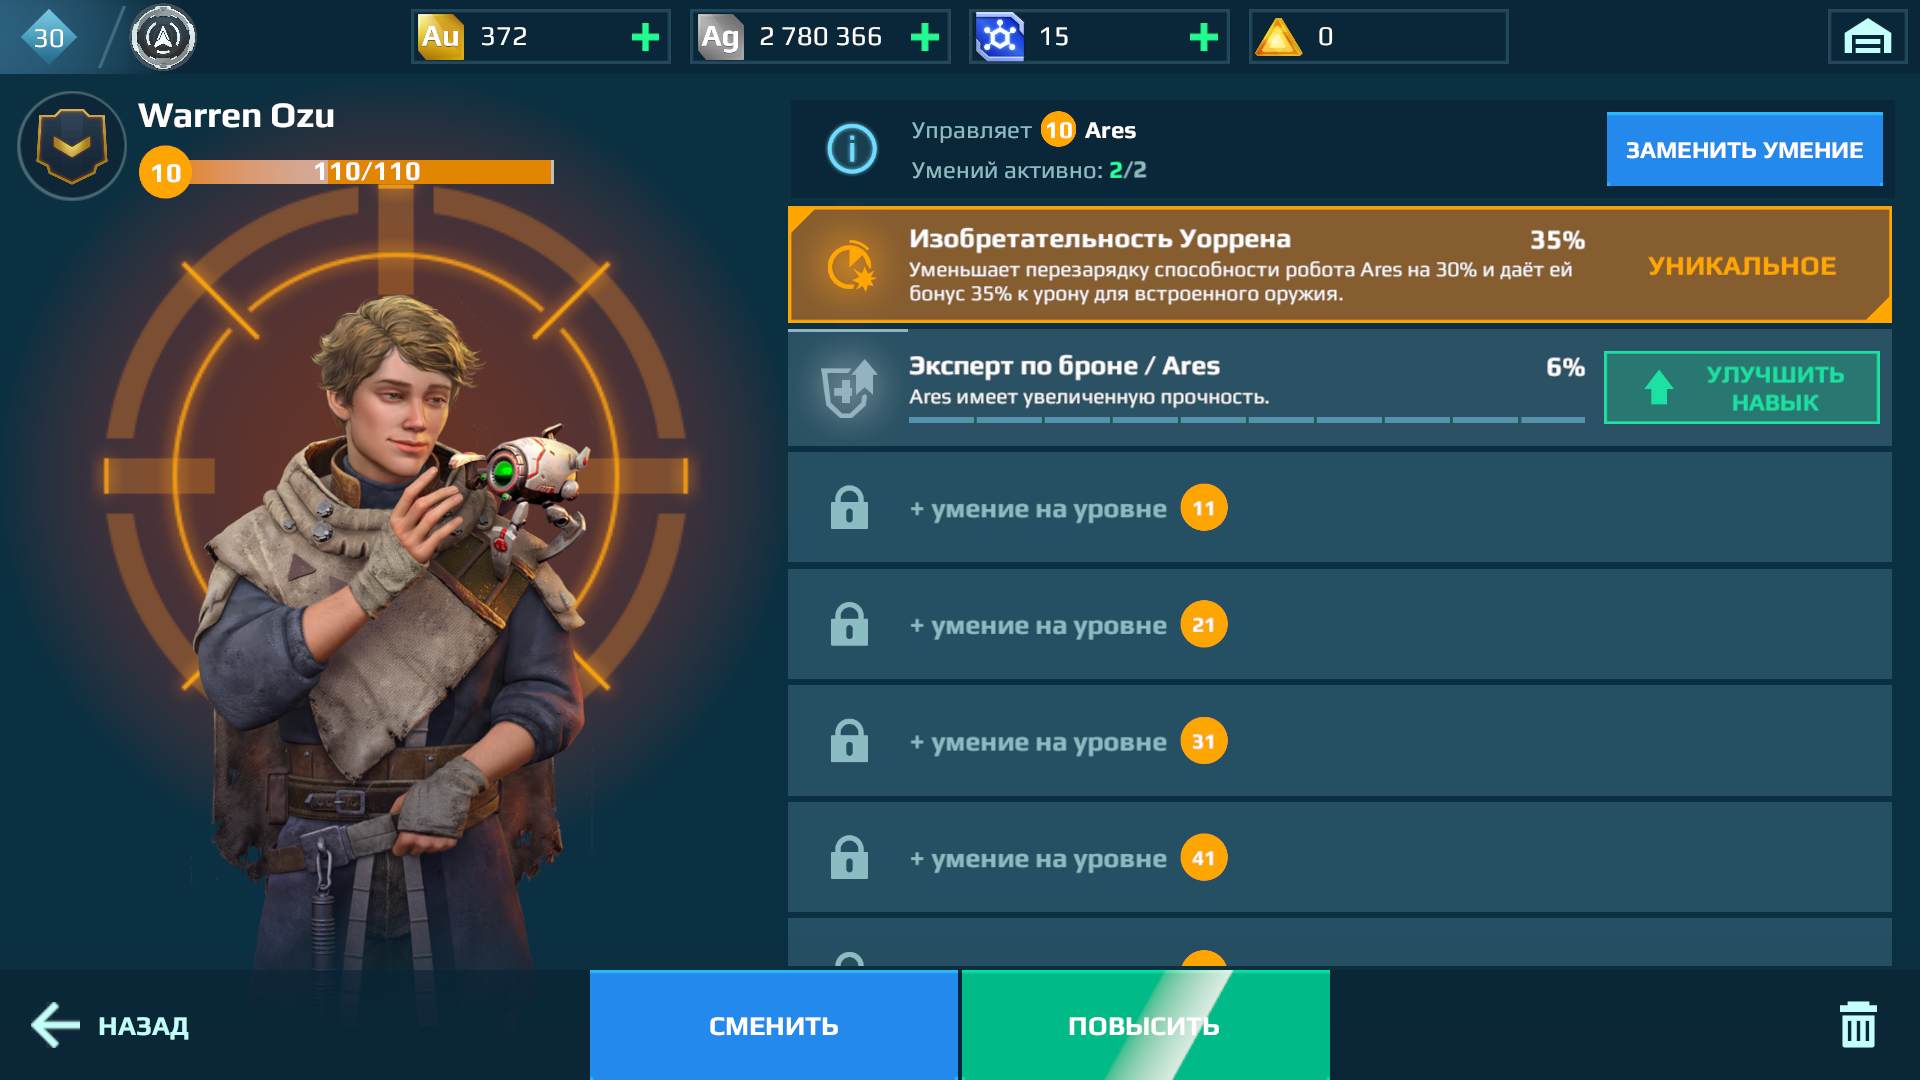 30
Au 372
Ag 2 780 366
15
0
Warren Ozu
10 110/110
Управляет 10 Ares
Умений активно: 2/2
ЗАМЕНИТЬ УМЕНИЕ
Изобретательность Уоррена 35%
Уменьшает перезарядку способности робота Ares на 30% и даёт ей
бонус 35% к урону для встроенного оружия.
УНИКАЛЬНОЕ
Эксперт по броне / Ares 6%
Ares имеет увеличенную прочность.
УЛУЧШИТЬ
НАВЫК
+ умение на уровне 11
+ умение на уровне 21
+ умение на уровне 31
+ умение на уровне 41
НАЗАД
СМЕНИТЬ
ПОВЫСИТЬ